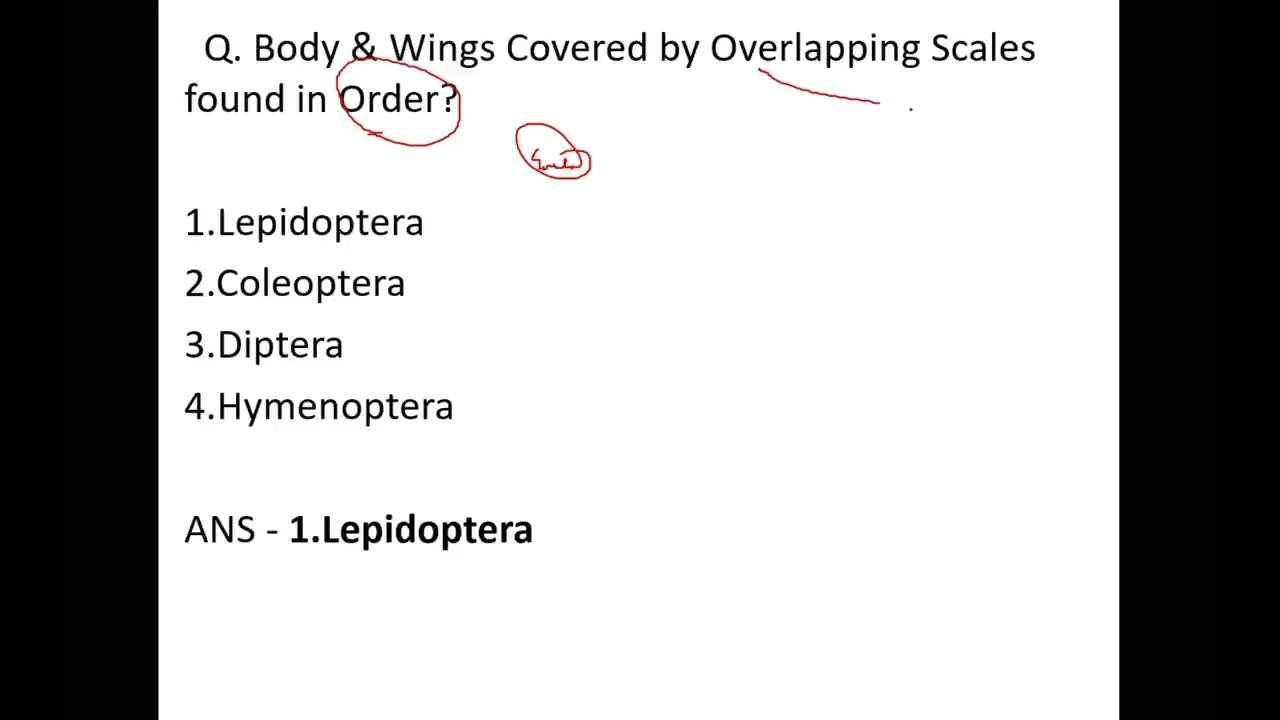 Q. Body & Wings Covered by Overlapping Scales
found in Order?
1.Lepidoptera
2.Coleoptera
3.Diptera
4.Hymenoptera
ANS - 1.Lepidoptera